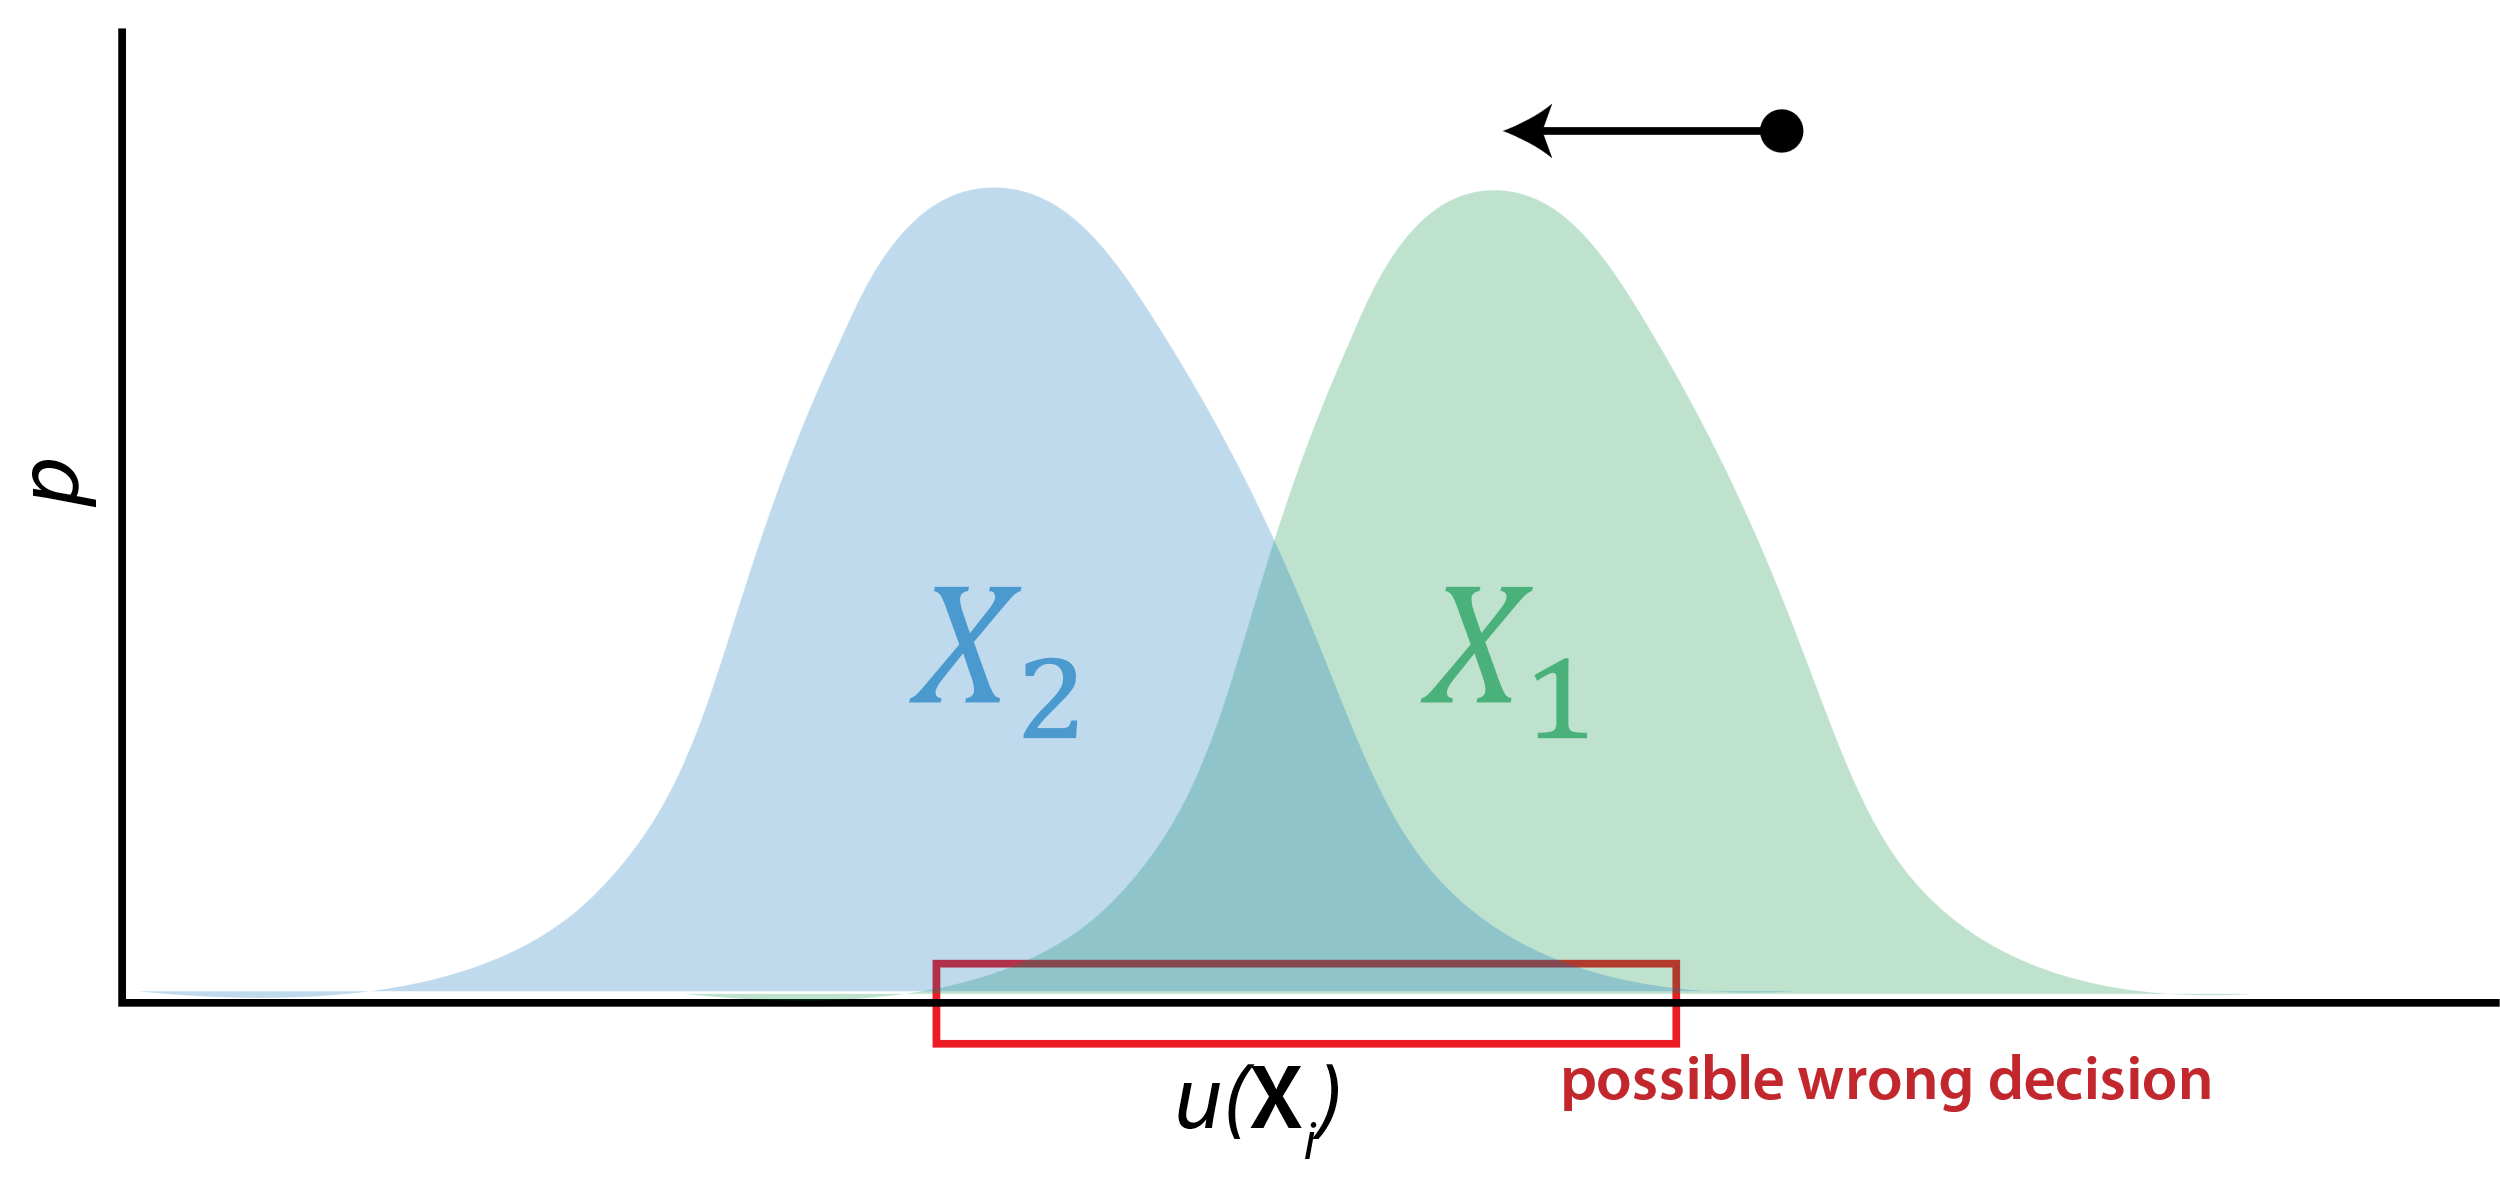 p
X₂
X₁
u(Xᵢ)
possible wrong decision